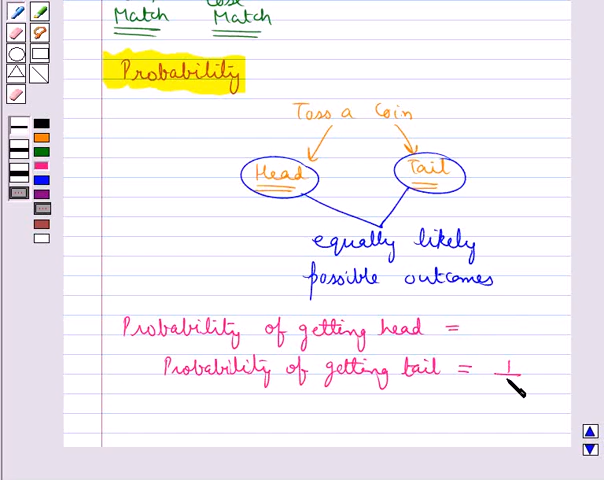 Lose
Match Match
Probability
Toss a Coin
Head Tail
equally likely
possible outcomes
Probability of getting head =
Probability of getting tail = 1